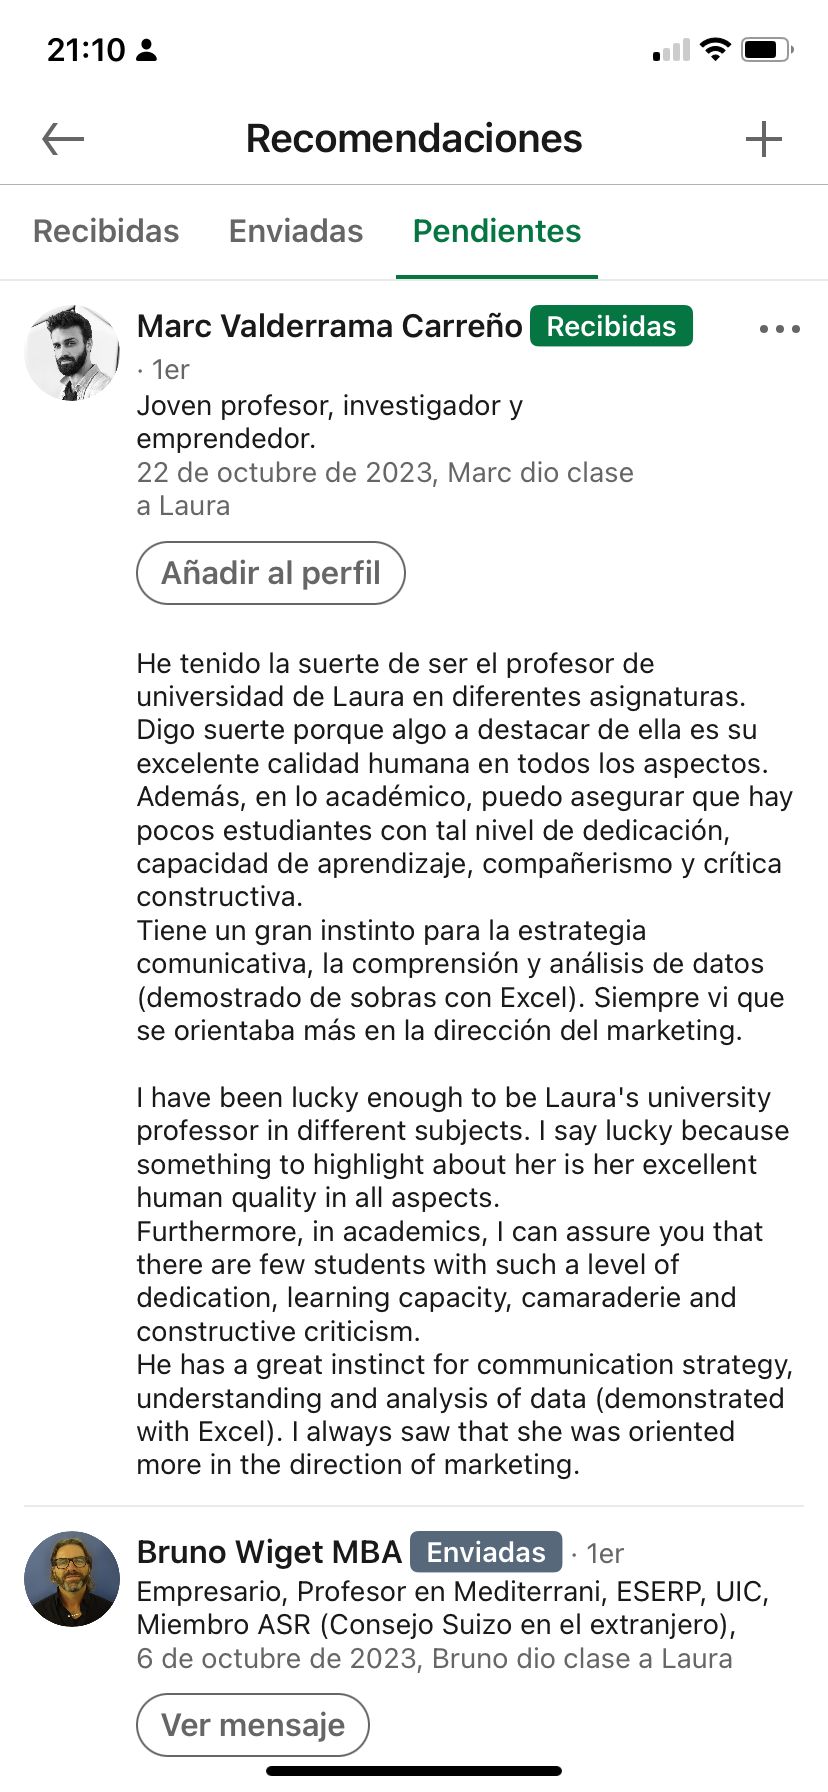 21:10
Recomendaciones
Recibidas Enviadas Pendientes
Marc Valderrama Carreño Recibidas
· 1er
Joven profesor, investigador y
emprendedor.
22 de octubre de 2023, Marc dio clase
a Laura
Añadir al perfil
He tenido la suerte de ser el profesor de
universidad de Laura en diferentes asignaturas.
Digo suerte porque algo a destacar de ella es su
excelente calidad humana en todos los aspectos.
Además, en lo académico, puedo asegurar que hay
pocos estudiantes con tal nivel de dedicación,
capacidad de aprendizaje, compañerismo y crítica
constructiva.
Tiene un gran instinto para la estrategia
comunicativa, la comprensión y análisis de datos
(demostrado de sobras con Excel). Siempre vi que
se orientaba más en la dirección del marketing.
I have been lucky enough to be Laura's university
professor in different subjects. I say lucky because
something to highlight about her is her excellent
human quality in all aspects.
Furthermore, in academics, I can assure you that
there are few students with such a level of
dedication, learning capacity, camaraderie and
constructive criticism.
He has a great instinct for communication strategy,
understanding and analysis of data (demonstrated
with Excel). I always saw that she was oriented
more in the direction of marketing.
Bruno Wiget MBA Enviadas · 1er
Empresario, Profesor en Mediterrani, ESERP, UIC,
Miembro ASR (Consejo Suizo en el extranjero),
6 de octubre de 2023, Bruno dio clase a Laura
Ver mensaje